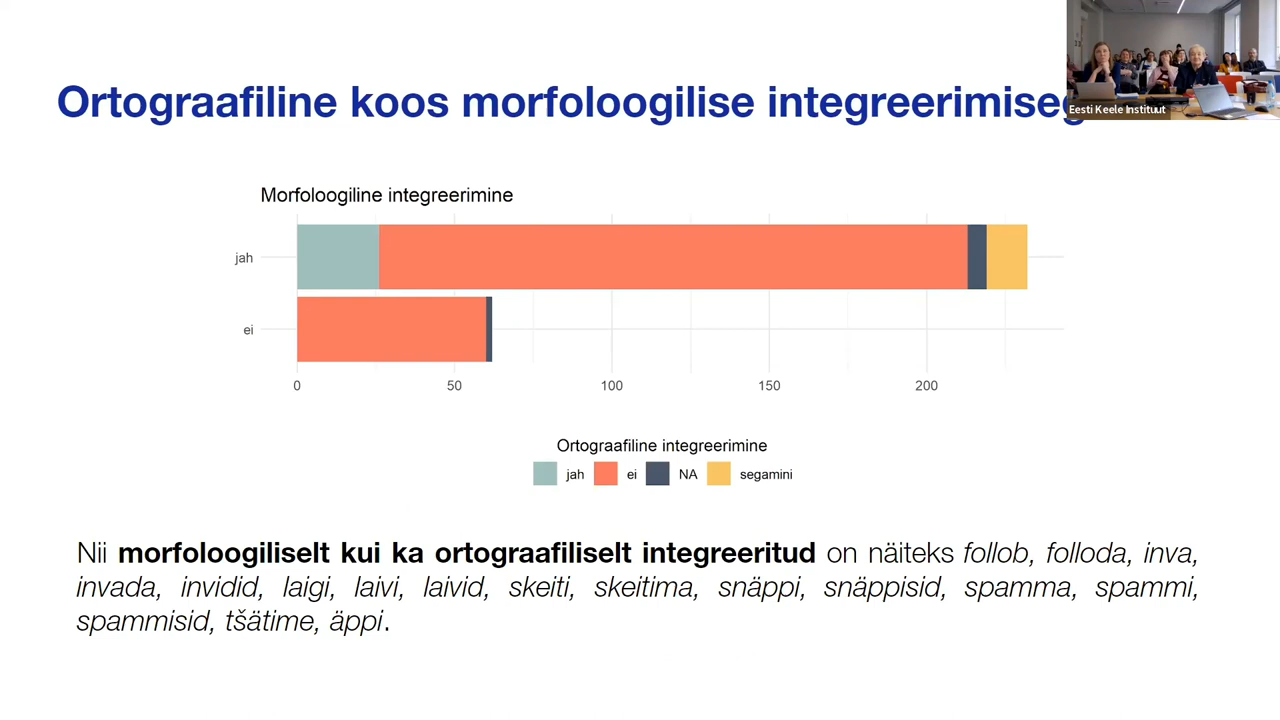 Ortograafiline koos morfoloogilise integreerimiseg
Eesti Keele Instituut
Morfoloogiline integreerimine
jah
ei
0 50 100 150 200
Ortograafiline integreerimine
jah ei NA segamini
Nii morfoloogiliselt kui ka ortograafiliselt integreeritud on näiteks follob, folloda, inva,
invada, invidid, laigi, laivi, laivid, skeiti, skeitima, snäppi, snäppisid, spamma, spammi,
spammisid, tšätime, äppi.